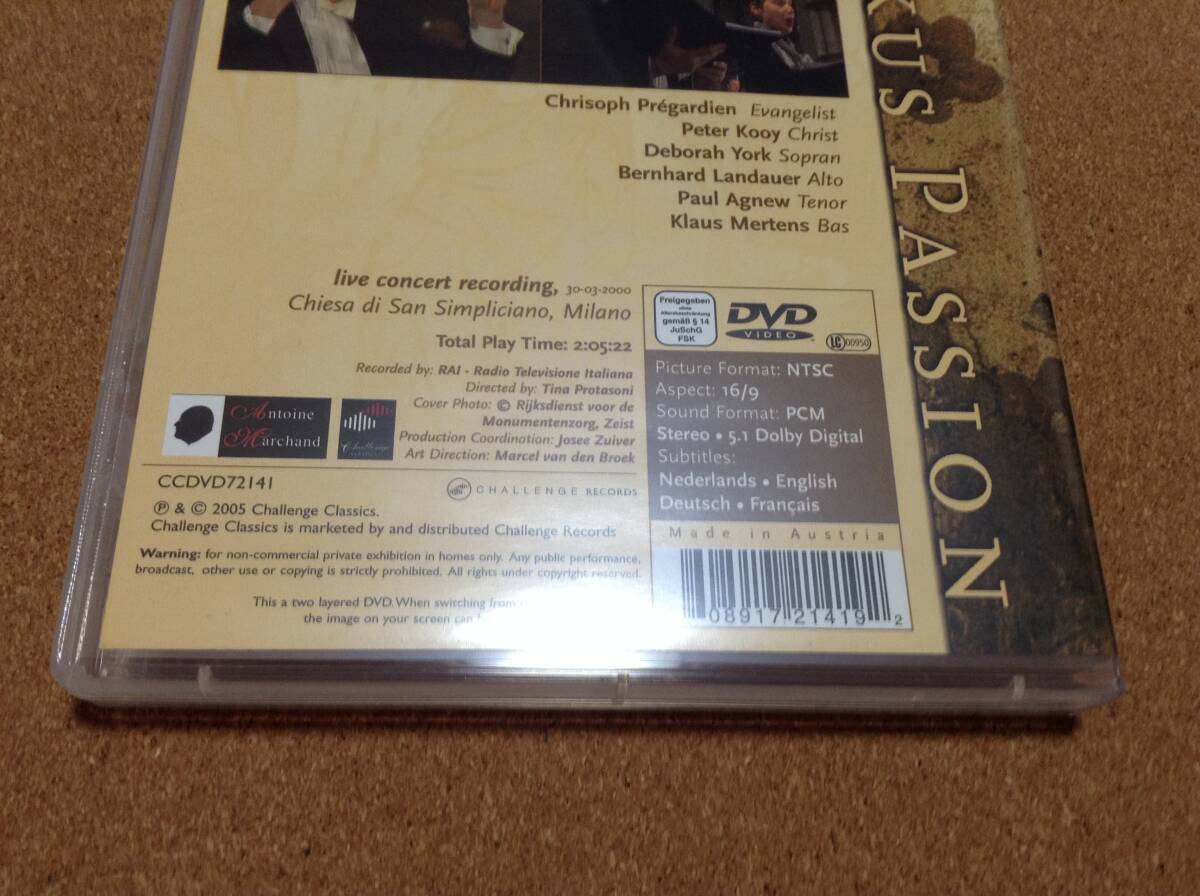 Chrisoph Prégardien Evangelist
Peter Kooy Christ
Deborah York Sopran
Bernhard Landauer Alto
Paul Agnew Tenor
Klaus Mertens Bas
live concert recording, 30-03-2000
Chiesa di San Simpliciano, Milano
Total Play Time: 2:05:22
Recorded by: RAI - Radio Televisione Italiana
Directed by: Tina Protasoni
Cover Photo: © Rijksdienst voor de
Monumentenzorg, Zeist
Production Coordination: Josee Zuiver
Art Direction: Marcel van den Broek
Antoine
Marchand
Challenge
CCDVD72141
CHALLENGE RECORDS
℗ & © 2005 Challenge Classics.
Challenge Classics is marketed by and distributed Challenge Records
Warning: for non-commercial private exhibition in homes only. Any public performance,
broadcast, other use or copying is strictly prohibited. All rights under copyright reserved.
This a two layered DVD. When switching from
the image on your screen can
Freigegeben
ohne
Altersbeschränkung
gemäß § 14
JuSchG
FSK
DVD
VIDEO
LC 00950
Picture Format: NTSC
Aspect: 16/9
Sound Format: PCM
Stereo • 5.1 Dolby Digital
Subtitles:
Nederlands • English
Deutsch • Français
Made in Austria
08917 21419 2
KUS PASSION